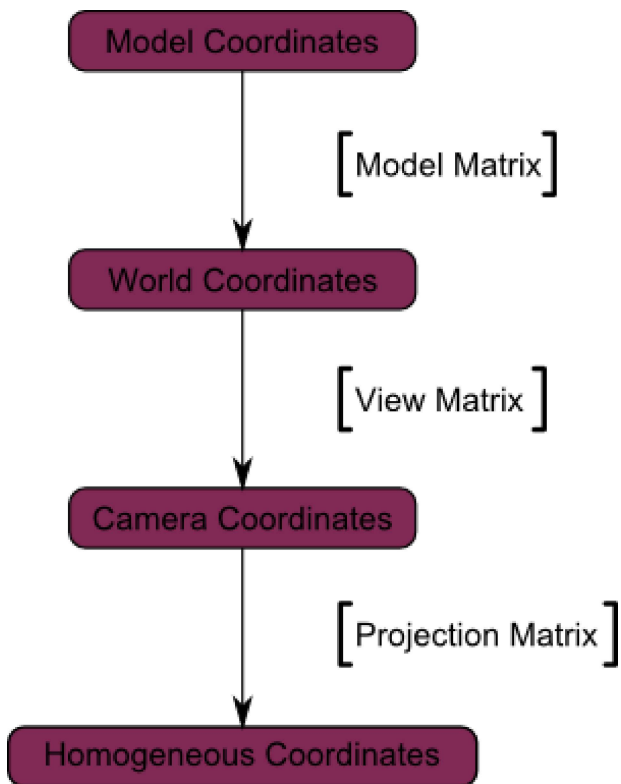 Model Coordinates
[Model Matrix]
World Coordinates
[View Matrix]
Camera Coordinates
[Projection Matrix]
Homogeneous Coordinates